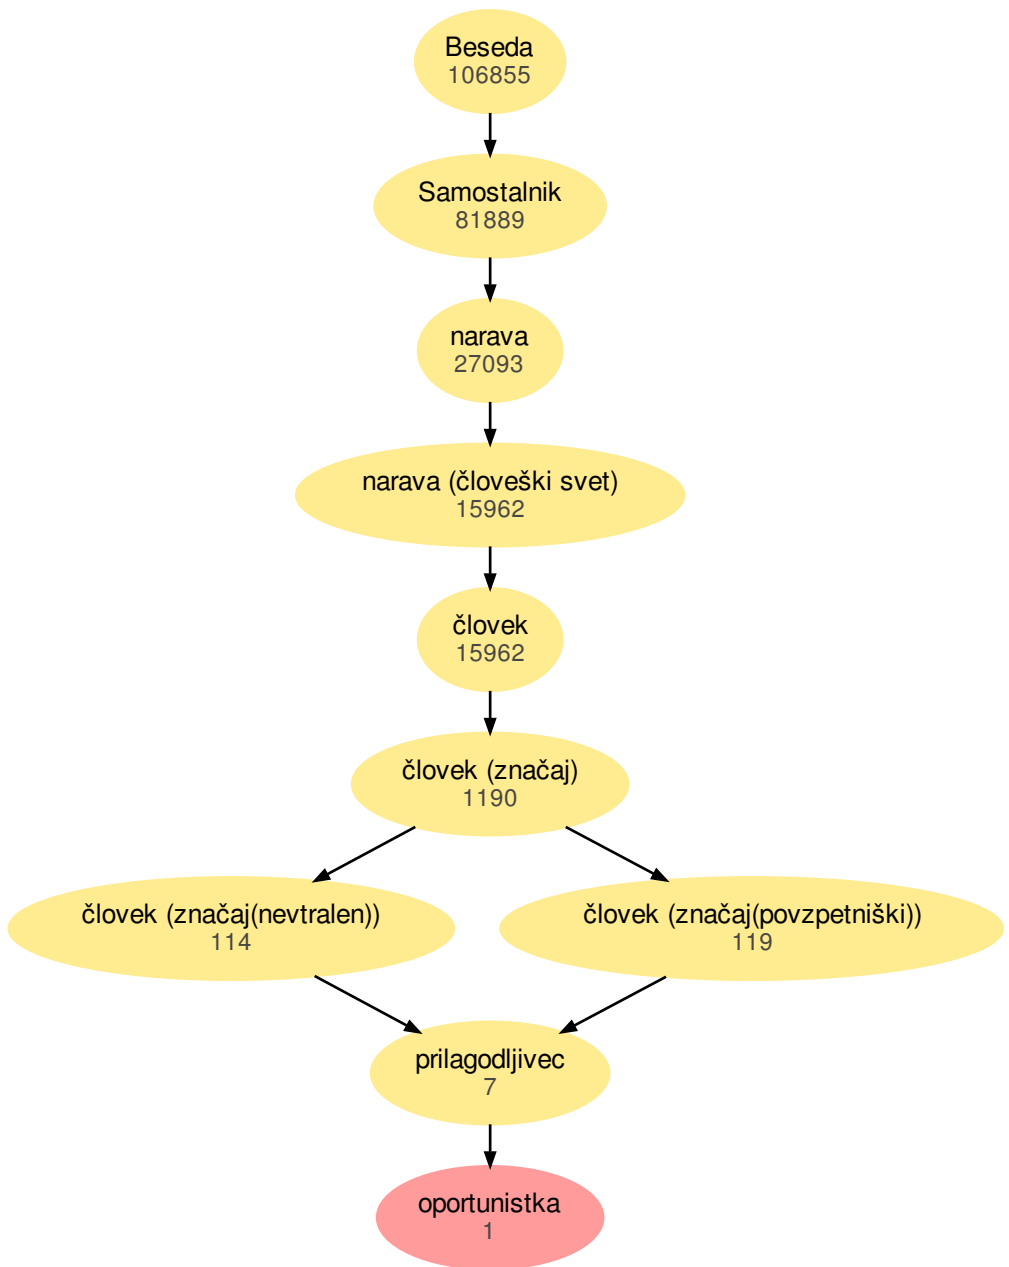 Beseda
106855
Samostalnik
81889
narava
27093
narava (človeški svet)
15962
človek
15962
človek (značaj)
1190
človek (značaj(nevtralen))
114
človek (značaj(povzpetniški))
119
prilagodljivec
7
oportunistka
1